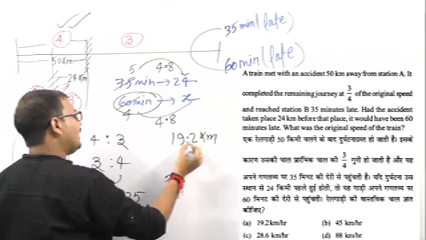 4
3
35 min (late)
60 min (late)
50 km
24 km
5 4.8
min → 24
60 min → x
4 4.8
4 : 3
3 : 4
19.2 km
35
A train met with an accident 50 km away from station A. It
completed the remaining journey at 3/4 of the original speed
and reached station B 35 minutes late. Had the accident
taken place 24 km before that place, it would have been 60
minutes late. What was the original speed of the train?
एक रेलगाड़ी 50 किमी चलने के बाद दुर्घटनाग्रस्त हो जाती है। इसके
कारण उसकी चाल प्रारम्भिक चाल की 3/4 गुनी हो जाती है और यह
अपने गन्तव्य पर 35 मिनट की देरी से पहुंचती है। यदि दुर्घटना उस
स्थान से 24 किमी पहले हुई होती, तो यह गाड़ी अपने गन्तव्य पर
60 मिनट की देरी से पहुंचती। रेलगाड़ी की वास्तविक चाल ज्ञात
कीजिए?
(a) 19.2 km/hr (b) 45 km/hr
(c) 28.6 km/hr (d) 88 km/hr